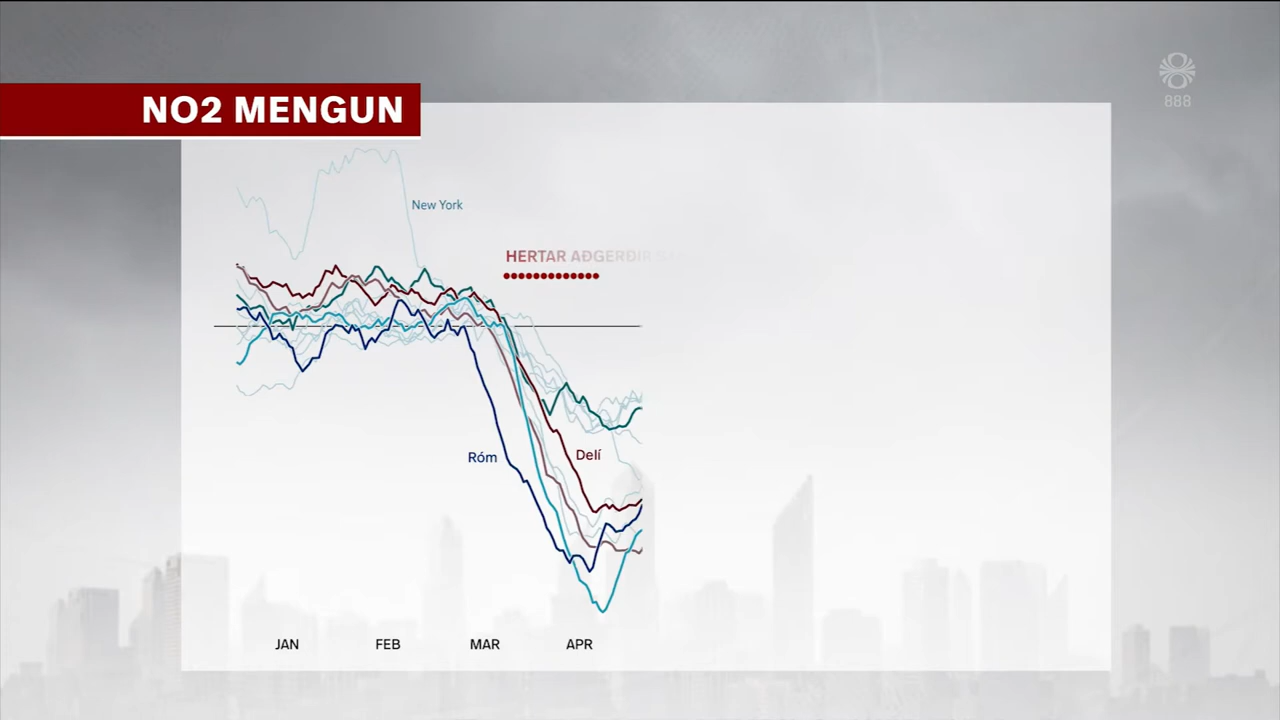 888
NO2 MENGUN
New York
HERTAR AÐGERÐIR
Róm
Delí
JAN FEB MAR APR